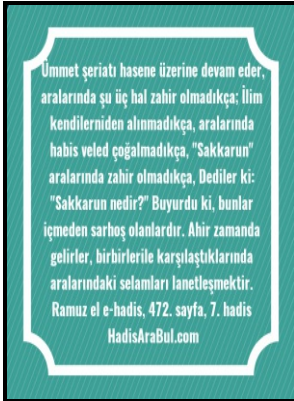 Ümmet şeriatı hasene üzerine devam eder,
aralarında şu üç hal zahir olmadıkça; İlim
kendilerniden alınmadıkça, aralarında
habis veled çoğalmadıkça, "Sakkarun"
aralarında zahir olmadıkça, Dediler ki:
"Sakkarun nedir?" Buyurdu ki, bunlar
içmeden sarhoş olanlardır. Ahir zamanda
gelirler, birbirlerile karşılaştıklarında
aralarındaki selamları lanetleşmektir.
Ramuz el e-hadis, 472. sayfa, 7. hadis
HadisAraBul.com